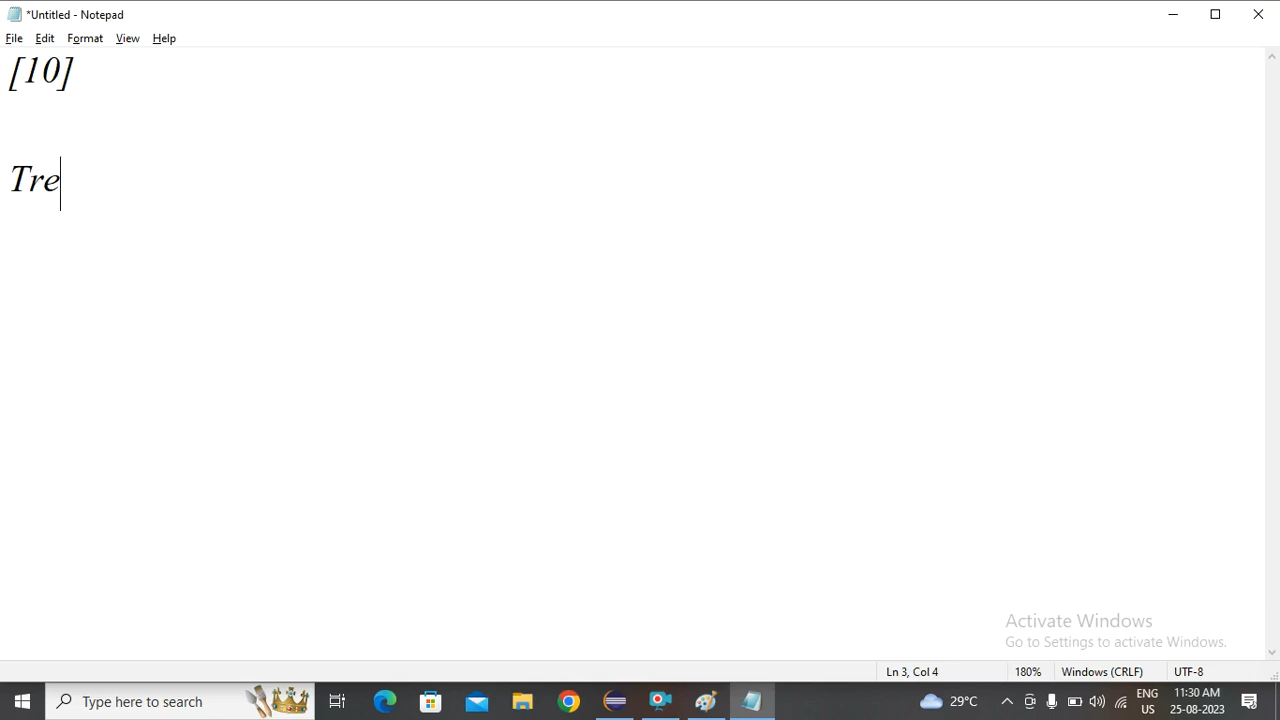 *Untitled - Notepad
File Edit Format View Help
[10]
Tre
Activate Windows
Go to Settings to activate Windows.
Ln 3, Col 4 180% Windows (CRLF) UTF-8
Type here to search 29°C ENG 11:30 AM
US 25-08-2023